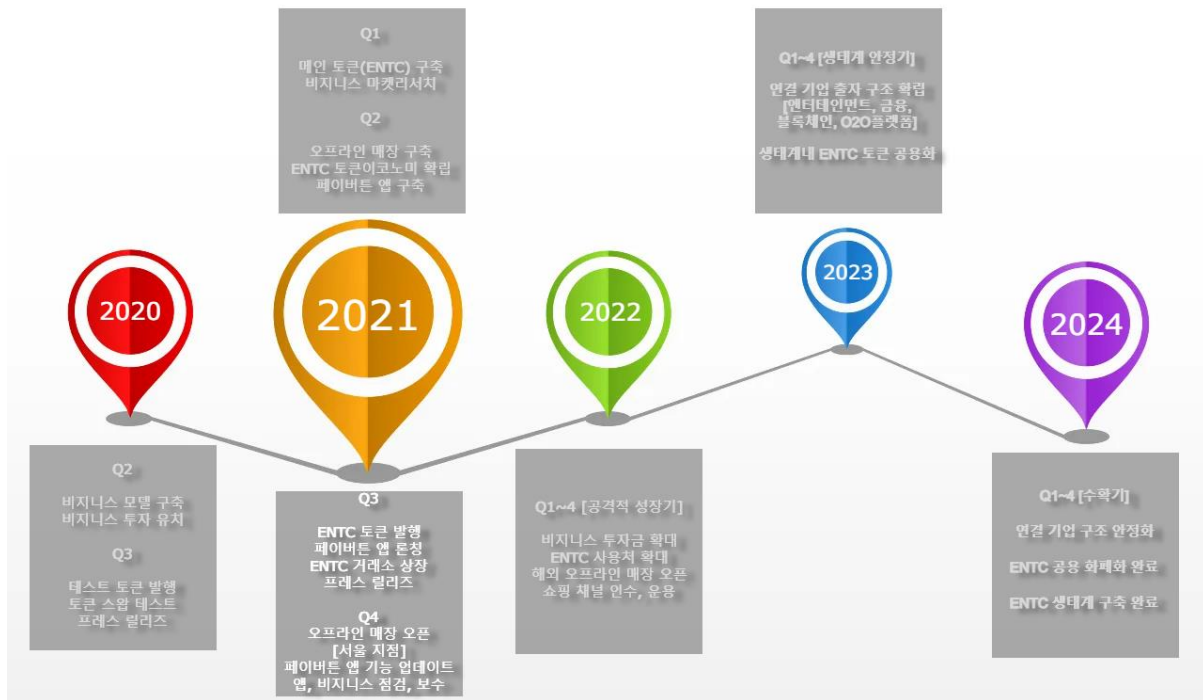 2020
Q2
비지니스 모델 구축
비지니스 투자 유치
Q3
테스트 토큰 발행
토큰 스왑 테스트
프레스 릴리즈
2021
Q1
메인 토큰(ENTC) 구축
비지니스 마켓리서치
Q2
오프라인 매장 구축
ENTC 토큰이코노미 확립
페이버튼 앱 구축
Q3
ENTC 토큰 발행
페이버튼 앱 론칭
ENTC 거래소 상장
프레스 릴리즈
Q4
오프라인 매장 오픈
[서울 지점]
페이버튼 앱 기능 업데이트
앱, 비지니스 점검, 보수
2022
Q1~4 [공격적 성장기]
비지니스 투자금 확대
ENTC 사용처 확대
해외 오프라인 매장 오픈
쇼핑 채널 인수, 운용
2023
Q1~4 [생태계 안정기]
연결 기업 출자 구조 확립
[엔터테인먼트, 금융,
블록체인, O2O플랫폼]
생태계내 ENTC 토큰 공용화
2024
Q1~4 [수확기]
연결 기업 구조 안정화
ENTC 공용 화폐화 완료
ENTC 생태계 구축 완료